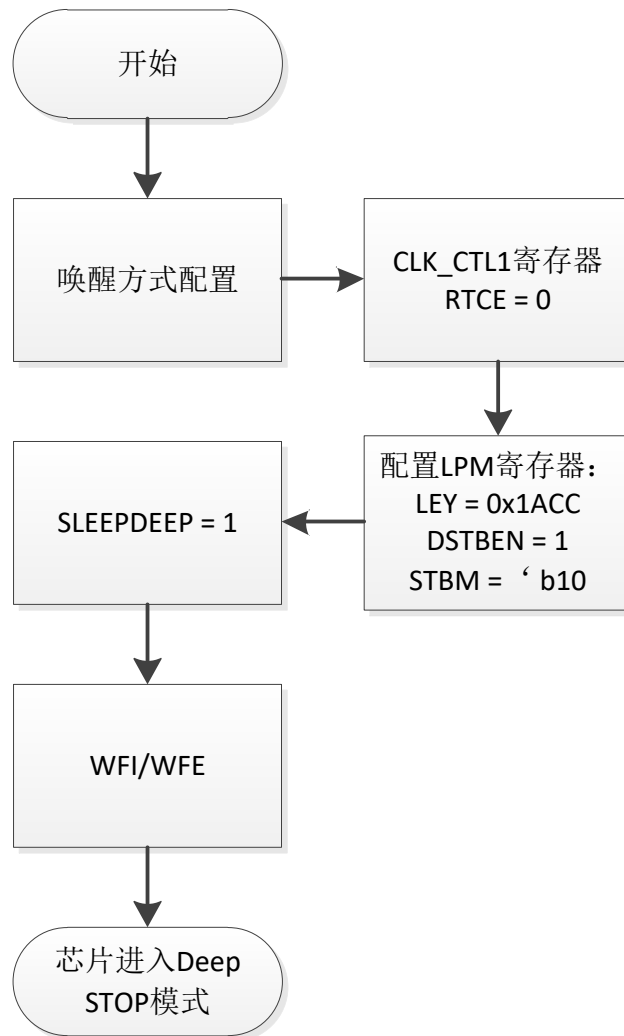 开始
唤醒方式配置
CLK_CTL1寄存器
RTCE = 0
配置LPM寄存器：
LEY = 0x1ACC
DSTBEN = 1
STBM = ‘ b10
SLEEPDEEP = 1
WFI/WFE
芯片进入Deep
STOP模式